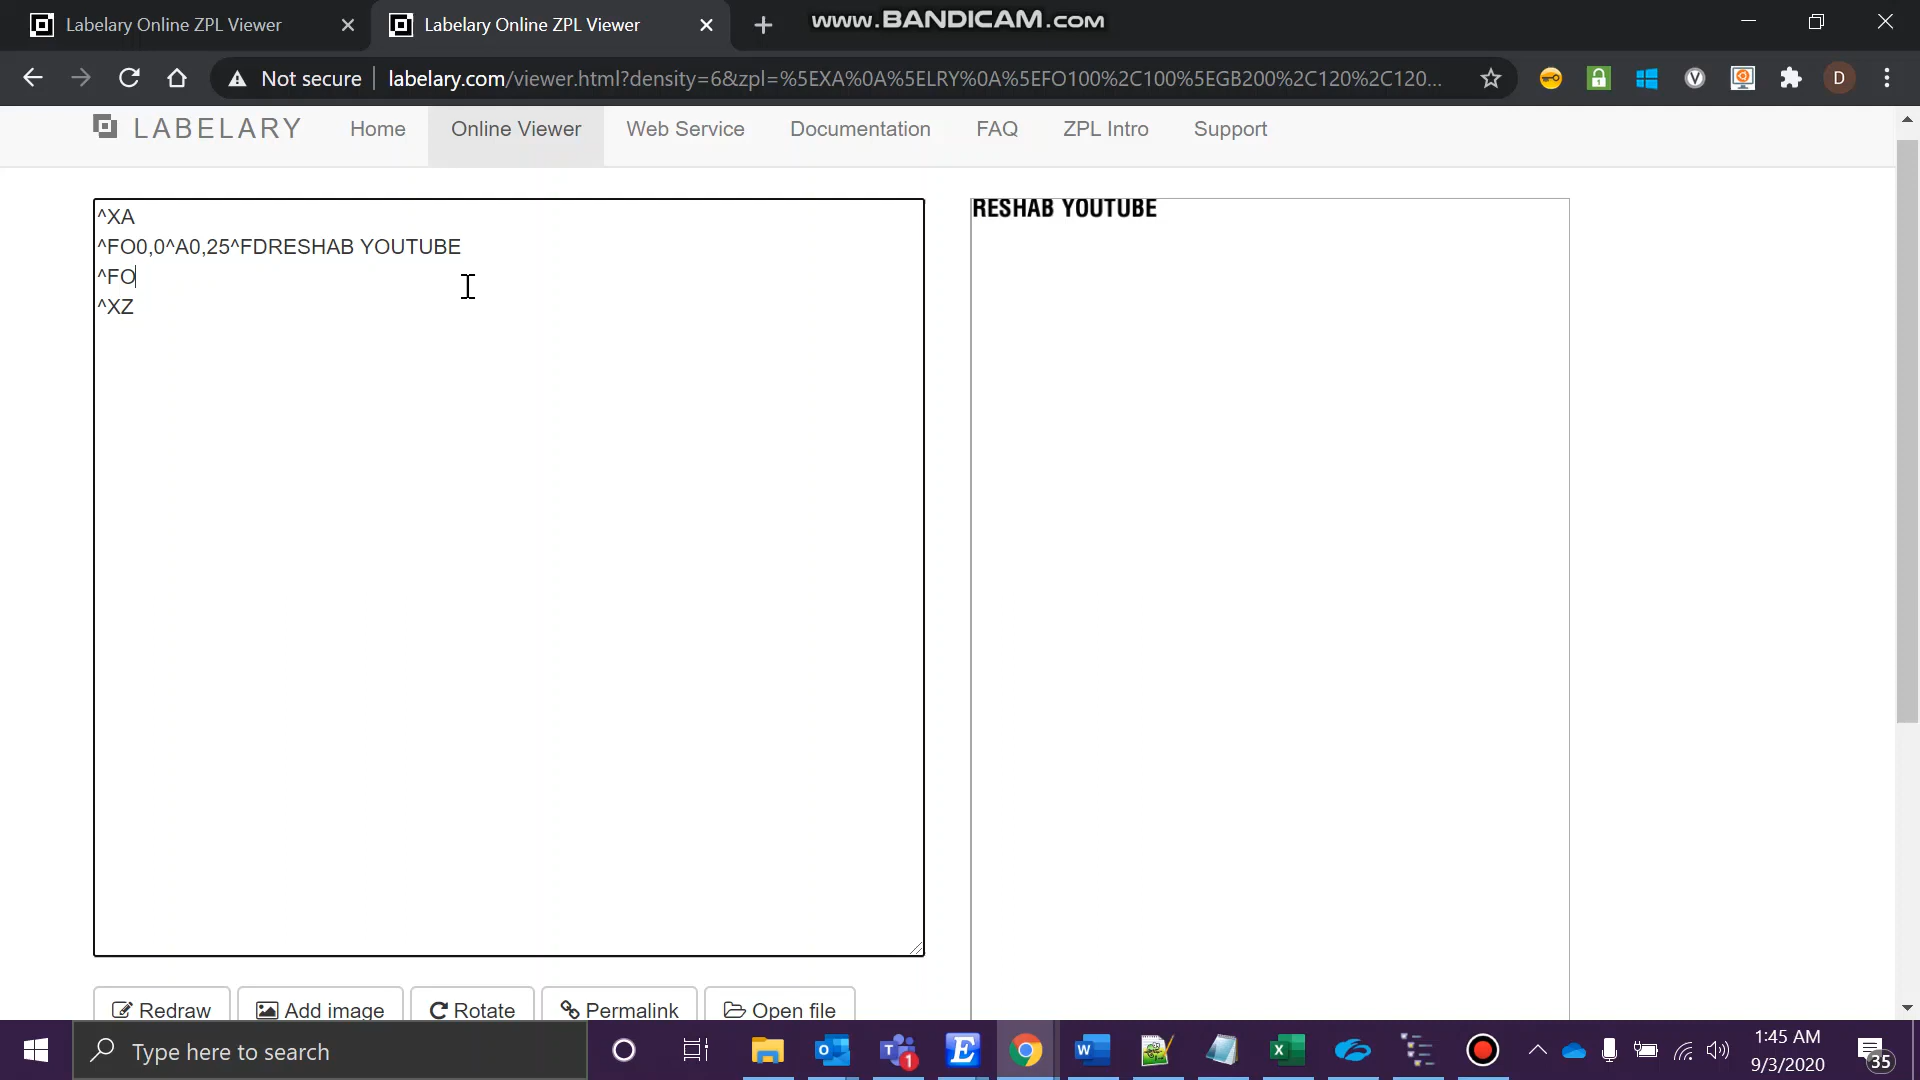 Labelary Online ZPL Viewer
Labelary Online ZPL Viewer
www.BANDICAM.com
Not secure
labelary.com/viewer.html?density=6&zpl=%5EXA%0A%5ELRY%0A%5EFO100%2C100%5EGB200%2C120%2C120...
D
LABELARY
Home
Online Viewer
Web Service
Documentation
FAQ
ZPL Intro
Support
^XA
^FO0,0^A0,25^FDRESHAB YOUTUBE
^FO
^XZ
RESHAB YOUTUBE
Redraw
Add image
Rotate
Permalink
Open file
Type here to search
1
1:45 AM
9/3/2020
35